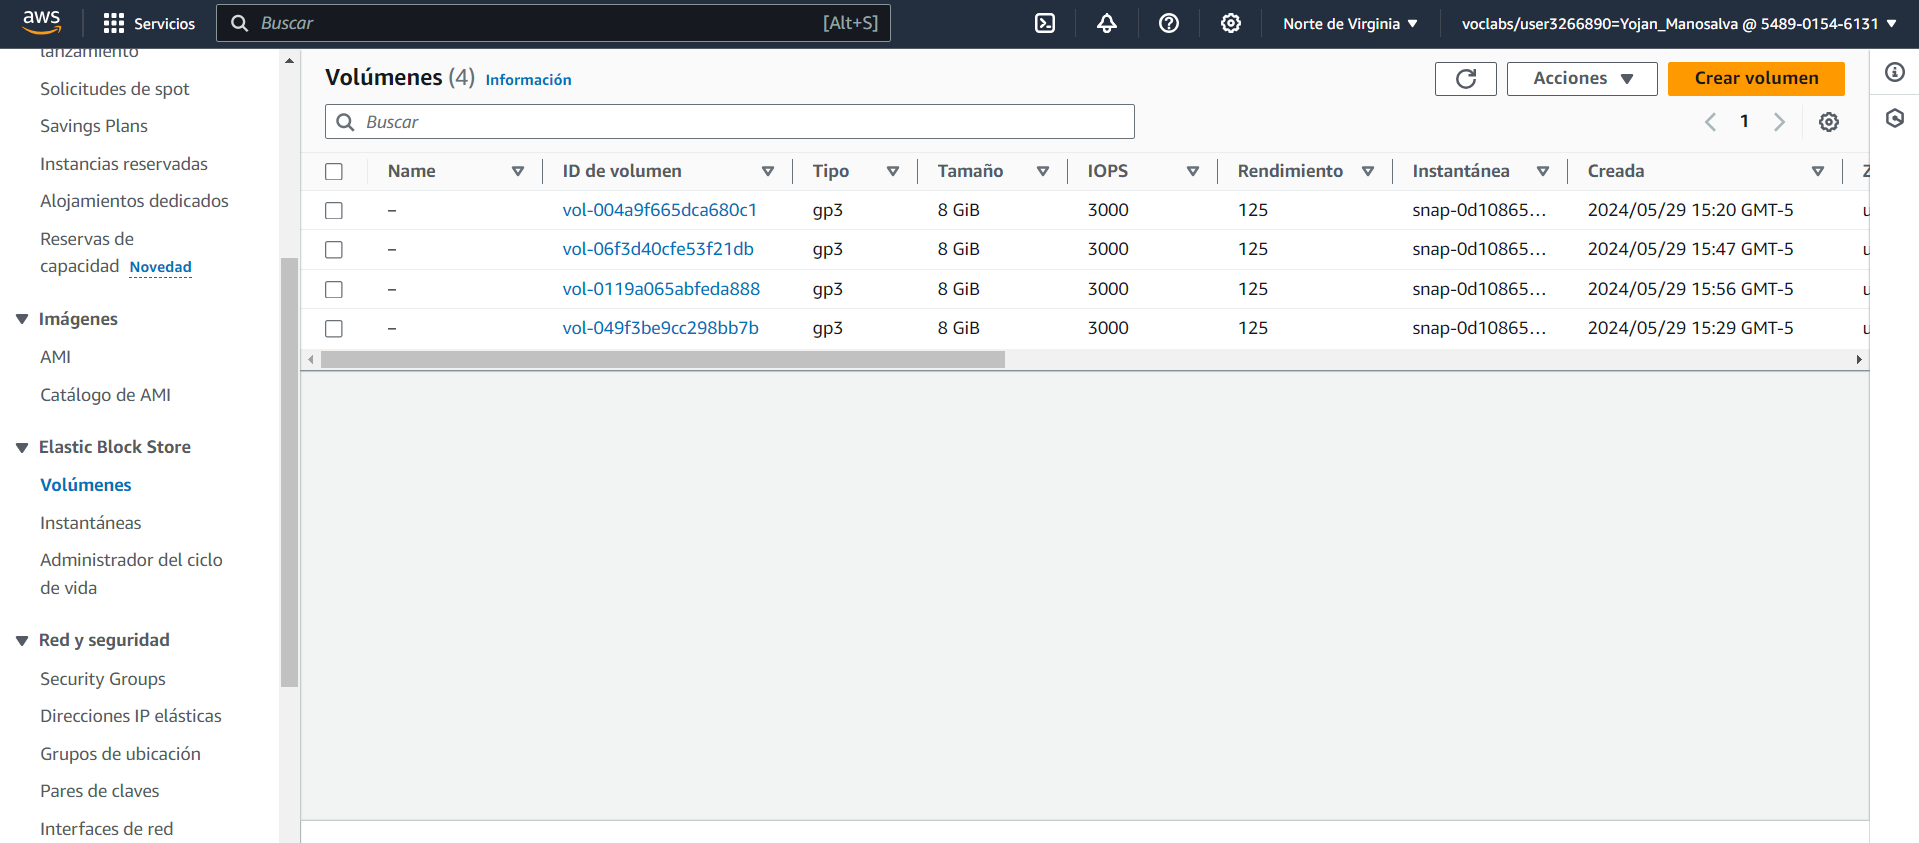 aws Servicios Buscar [Alt+S] Norte de Virginia voclabs/user3266890=Yojan_Manosalva @ 5489-0154-6131
lanzamiento
Solicitudes de spot
Savings Plans
Instancias reservadas
Alojamientos dedicados
Reservas de
capacidad Novedad
Imágenes
AMI
Catálogo de AMI
Elastic Block Store
Volúmenes
Instantáneas
Administrador del ciclo
de vida
Red y seguridad
Security Groups
Direcciones IP elásticas
Grupos de ubicación
Pares de claves
Interfaces de red
Volúmenes (4) Información
Acciones Crear volumen
Buscar
1
Name ID de volumen Tipo Tamaño IOPS Rendimiento Instantánea Creada Z
– vol-004a9f665dca680c1 gp3 8 GiB 3000 125 snap-0d10865... 2024/05/29 15:20 GMT-5 u
– vol-06f3d40cfe53f21db gp3 8 GiB 3000 125 snap-0d10865... 2024/05/29 15:47 GMT-5 u
– vol-0119a065abfeda888 gp3 8 GiB 3000 125 snap-0d10865... 2024/05/29 15:56 GMT-5 u
– vol-049f3be9cc298bb7b gp3 8 GiB 3000 125 snap-0d10865... 2024/05/29 15:29 GMT-5 u